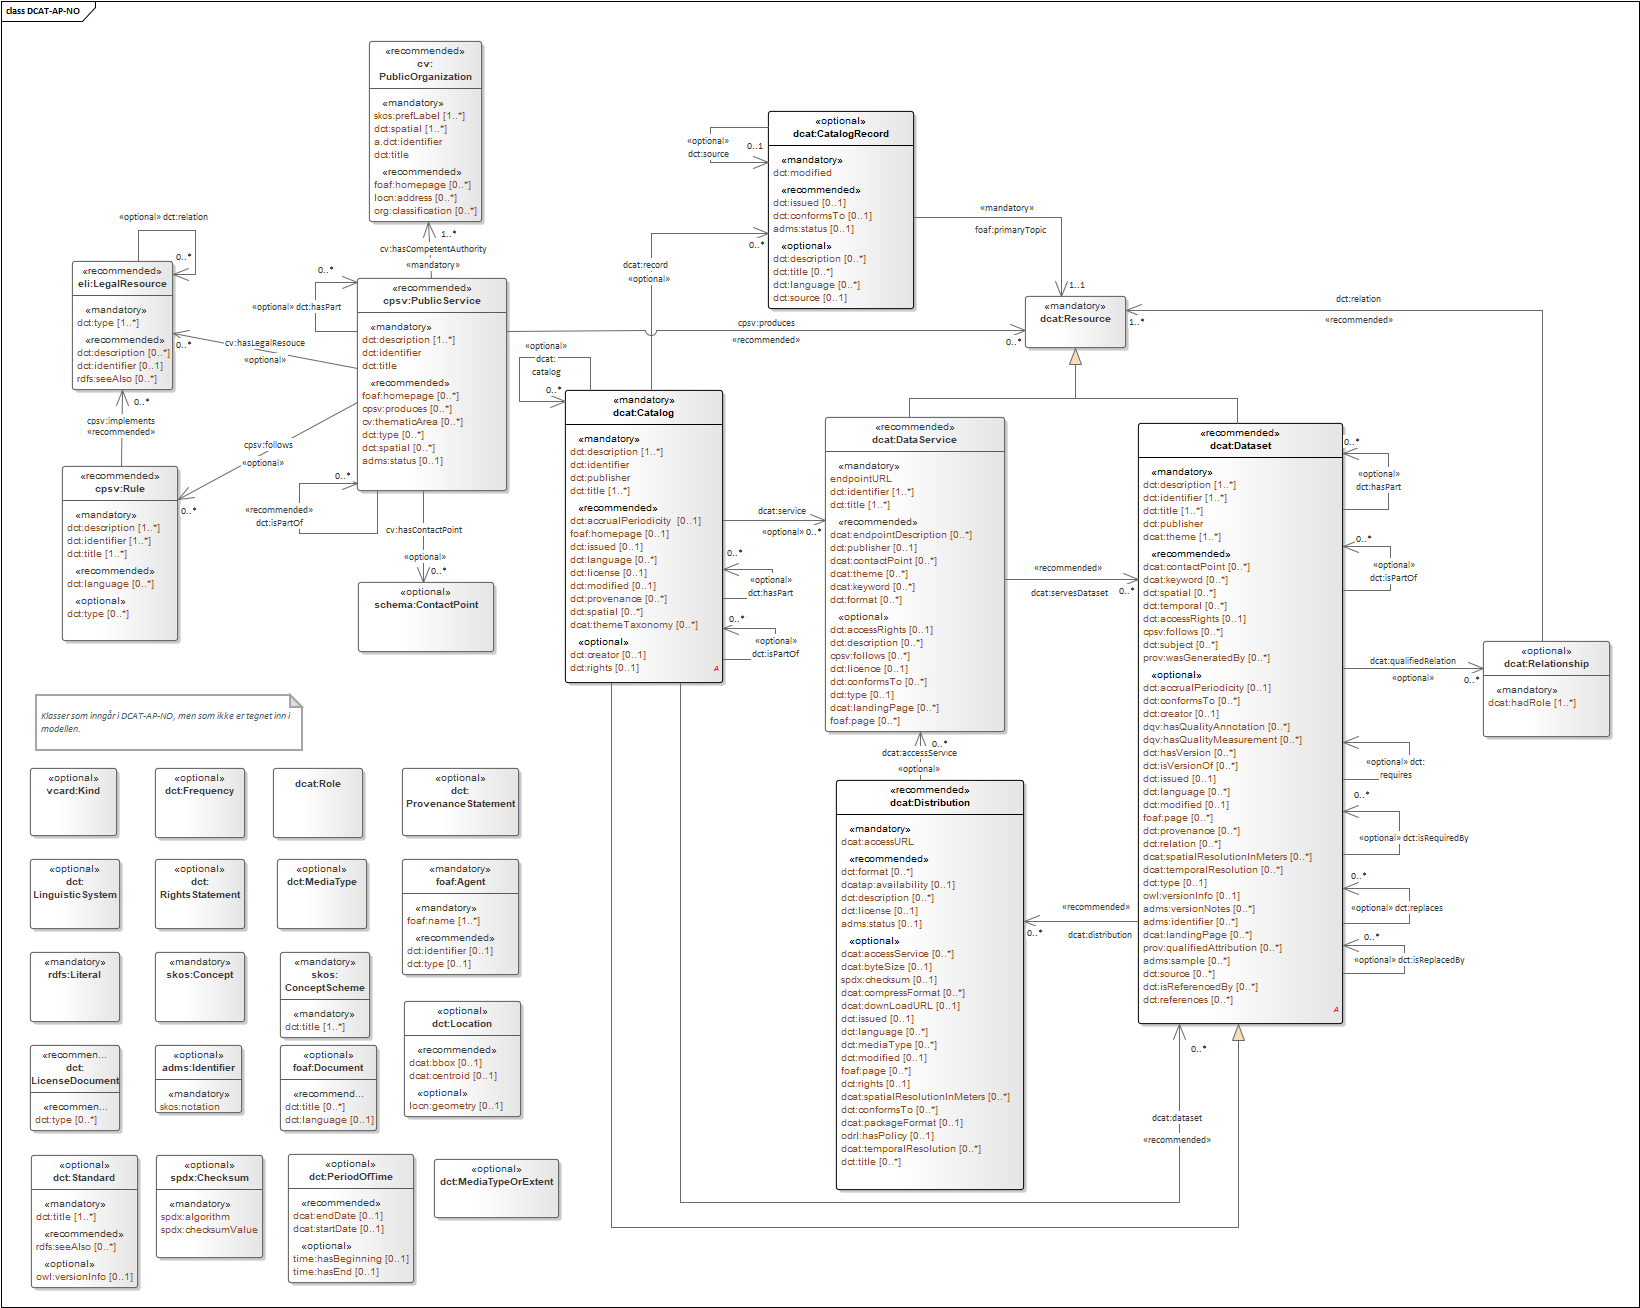 class DCAT-AP-NO
«recommended»
cv:
PublicOrganization
«mandatory»
skos:prefLabel [1..*]
dct:spatial [1..*]
a.dct:identifier
dct:title
«recommended»
foaf:homepage [0..*]
locn:address [0..*]
org:classification [0..*]
1..*
cv:hasCompetentAuthority
«mandatory»
«optional» dct:relation
0..*
«recommended»
eli:LegalResource
«mandatory»
dct:type [1..*]
«recommended»
dct:description [0..*]
dct:identifier [0..1]
rdfs:seeAlso [0..*]
0..*
cv:hasLegalResouce
«optional»
0..*
cpsv:implements
«recommended»
«recommended»
cpsv:Rule
«mandatory»
dct:description [1..*]
dct:identifier [1..*]
dct:title [1..*]
«recommended»
dct:language [0..*]
«optional»
dct:type [0..*]
cpsv:follows
«optional»
0..*
0..*
«optional» dct:hasPart
«recommended»
cpsv:PublicService
«mandatory»
dct:description [1..*]
dct:identifier
dct:title
«recommended»
foaf:homepage [0..*]
cpsv:produces [0..*]
cv:thematicArea [0..*]
dct:type [0..*]
dct:spatial [0..*]
adms:status [0..1]
0..*
«recommended»
dct:isPartOf
cv:hasContactPoint
«optional»
0..*
«optional»
schema:ContactPoint
cpsv:produces
«recommended»
0..*
«optional»
dct:source
0..1
«optional»
dcat:CatalogRecord
«mandatory»
dct:modified
«recommended»
dct:issued [0..1]
dct:conformsTo [0..1]
adms:status [0..1]
«optional»
dct:description [0..*]
dct:title [0..*]
dct:language [0..*]
dct:source [0..1]
0..*
dcat:record
«optional»
«mandatory»
foaf:primaryTopic
1..1
«mandatory»
dcat:Resource
1..*
dct:relation
«recommended»
«optional»
dcat:
catalog
0..*
«mandatory»
dcat:Catalog
«mandatory»
dct:description [1..*]
dct:identifier
dct:publisher
dct:title [1..*]
«recommended»
dct:accrualPeriodicity [0..1]
foaf:homepage [0..1]
dct:issued [0..1]
dct:language [0..*]
dct:license [0..1]
dct:modified [0..1]
dct:provenance [0..*]
dct:spatial [0..*]
dcat:themeTaxonomy [0..*]
«optional»
dct:creator [0..1]
dct:rights [0..1]
A
dcat:service
«optional» 0..*
0..*
«optional»
dct:hasPart
0..*
«optional»
dct:isPartOf
«recommended»
dcat:DataService
«mandatory»
endpointURL
dct:identifier [1..*]
dct:title [1..*]
«recommended»
dcat:endpointDescription [0..*]
dct:publisher [0..1]
dcat:contactPoint [0..*]
dcat:theme [0..*]
dcat:keyword [0..*]
dct:format [0..*]
«optional»
dct:accessRights [0..1]
dct:description [0..*]
cpsv:follows [0..*]
dct:licence [0..1]
dct:conformsTo [0..*]
dct:type [0..1]
dcat:landingPage [0..*]
foaf:page [0..*]
«recommended»
dcat:servesDataset
0..*
0..*
dcat:accessService
«optional»
«recommended»
dcat:Distribution
«mandatory»
dcat:accessURL
«recommended»
dct:format [0..*]
dcatap:availability [0..1]
dct:description [0..*]
dct:license [0..1]
adms:status [0..1]
«optional»
dcat:accessService [0..*]
dcat:byteSize [0..1]
spdx:checksum [0..1]
dcat:compressFormat [0..*]
dcat:downLoadURL [0..1]
dct:issued [0..1]
dct:language [0..*]
dct:mediaType [0..*]
dct:modified [0..1]
foaf:page [0..*]
dct:rights [0..1]
dcat:spatialResolutionInMeters [0..*]
dct:conformsTo [0..*]
dcat:packageFormat [0..1]
odrl:hasPolicy [0..1]
dcat:temporalResolution [0..*]
dct:title [0..*]
«recommended»
0..*
dcat:distribution
«recommended»
dcat:Dataset
«mandatory»
dct:description [1..*]
dct:identifier [1..*]
dct:title [1..*]
dct:publisher
dcat:theme [1..*]
«recommended»
dcat:contactPoint [0..*]
dcat:keyword [0..*]
dct:spatial [0..*]
dct:temporal [0..*]
dct:accessRights [0..1]
cpsv:follows [0..*]
dct:subject [0..*]
prov:wasGeneratedBy [0..*]
«optional»
dct:accrualPeriodicity [0..1]
dct:conformsTo [0..*]
dct:creator [0..1]
dqv:hasQualityAnnotation [0..*]
dqv:hasQualityMeasurement [0..*]
dct:hasVersion [0..*]
dct:isVersionOf [0..*]
dct:issued [0..1]
dct:language [0..*]
dct:modified [0..1]
foaf:page [0..*]
dct:provenance [0..*]
dct:relation [0..*]
dcat:spatialResolutionInMeters [0..*]
dcat:temporalResolution [0..*]
dct:type [0..1]
owl:versionInfo [0..1]
adms:versionNotes [0..*]
adms:identifier [0..*]
dcat:landingPage [0..*]
prov:qualifiedAttribution [0..*]
adms:sample [0..*]
dct:source [0..*]
dct:isReferencedBy [0..*]
dct:references [0..*]
A
0..*
«optional»
dct:hasPart
0..*
«optional»
dct:isPartOf
dcat:qualifiedRelation
«optional»
0..*
«optional»
dcat:Relationship
«mandatory»
dcat:hadRole [1..*]
«optional» dct:
requires
0..*
«optional» dct:isRequiredBy
0..*
«optional» dct:replaces
0..*
«optional» dct:isReplacedBy
0..*
dcat:dataset
«recommended»
Klasser som inngår i DCAT-AP-NO, men som ikke er tegnet inn i
modellen.
«optional»
vcard:Kind
«optional»
dct:Frequency
dcat:Role
«optional»
dct:
ProvenanceStatement
«optional»
dct:
LinguisticSystem
«optional»
dct:
RightsStatement
«optional»
dct:MediaType
«mandatory»
foaf:Agent
«mandatory»
foaf:name [1..*]
«recommended»
dct:identifier [0..1]
dct:type [0..1]
«mandatory»
rdfs:Literal
«mandatory»
skos:Concept
«mandatory»
skos:
ConceptScheme
«mandatory»
dct:title [1..*]
«optional»
dct:Location
«recommended»
dcat:bbox [0..1]
dcat:centroid [0..1]
«optional»
locn:geometry [0..1]
«recommen...
dct:
LicenseDocument
«recommen...
dct:type [0..*]
«optional»
adms:Identifier
«mandatory»
skos:notation
«optional»
foaf:Document
«recommend...
dct:title [0..*]
dct:language [0..1]
«optional»
dct:Standard
«mandatory»
dct:title [1..*]
«recommended»
rdfs:seeAlso [0..*]
«optional»
owl:versionInfo [0..1]
«optional»
spdx:Checksum
«mandatory»
spdx:algorithm
spdx:checksumValue
«optional»
dct:PeriodOfTime
«recommended»
dcat:endDate [0..1]
dcat:startDate [0..1]
«optional»
time:hasBeginning [0..1]
time:hasEnd [0..1]
«optional»
dct:MediaTypeOrExtent